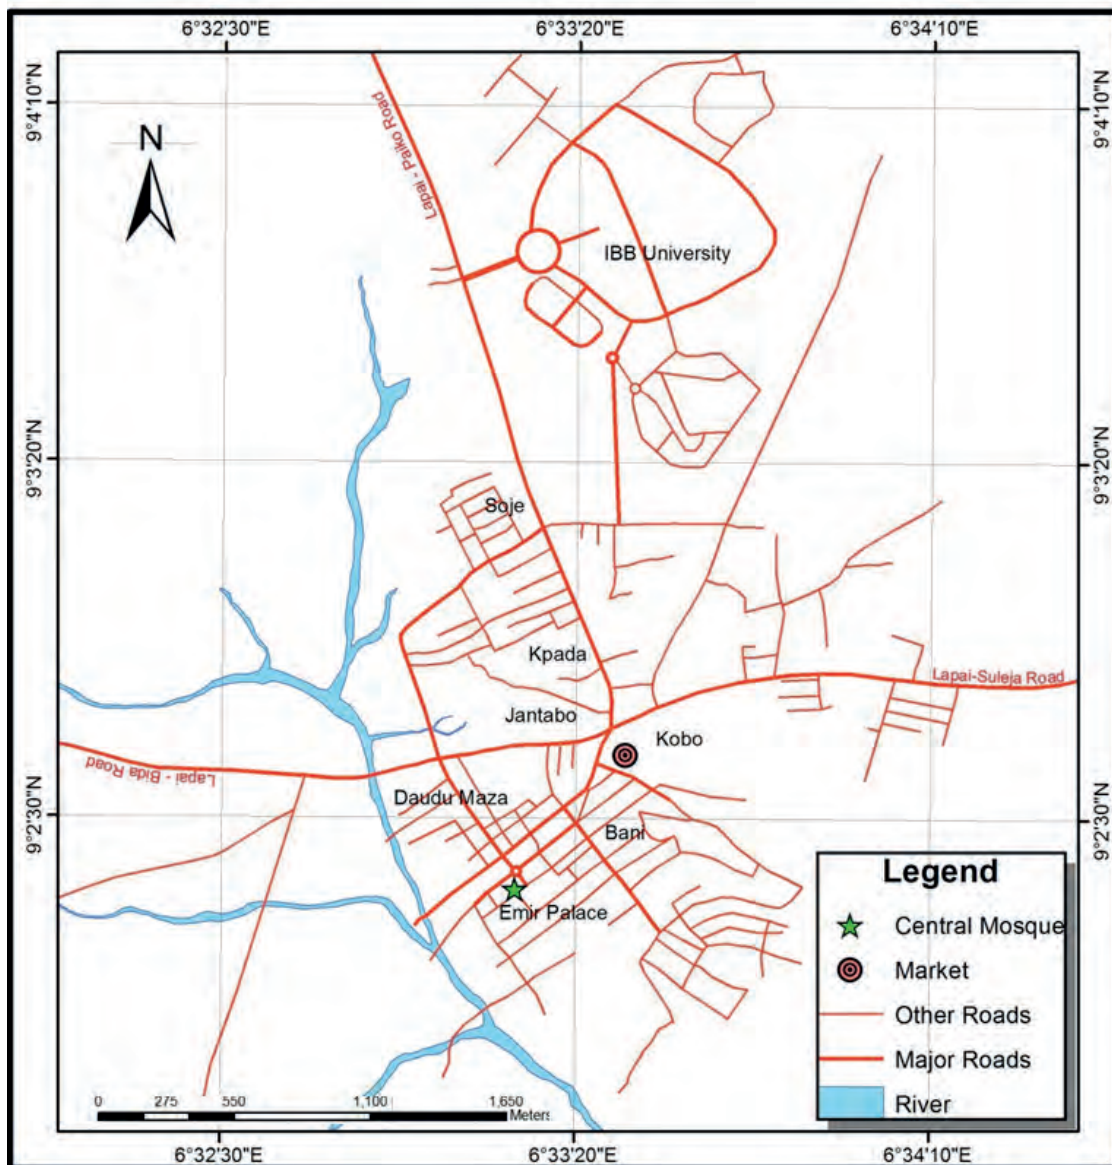 6°32'30"E
6°33'20"E
6°34'10"E
9°4'10"N
9°4'10"N
N
Lapai - Paiko Road
IBB University
9°3'20"N
9°3'20"N
Soje
Kpada
Lapai-Suleja Road
Jantabo
Kobo
Lapai - Bida Road
Daudu Maza
9°2'30"N
9°2'30"N
Bani
Emir Palace
Legend
Central Mosque
Market
Other Roads
Major Roads
River
0 275 550 1,100 1,650
Meters
6°32'30"E
6°33'20"E
6°34'10"E